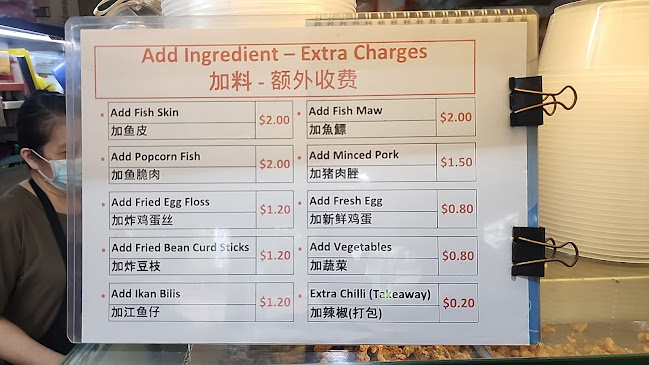 Add Ingredient – Extra Charges
加料 - 额外收费
Add Fish Skin
加鱼皮
$2.00
Add Fish Maw
加魚鰾
$2.00
Add Popcorn Fish
加鱼脆肉
$2.00
Add Minced Pork
加猪肉脞
$1.50
Add Fried Egg Floss
加炸鸡蛋丝
$1.20
Add Fresh Egg
加新鲜鸡蛋
$0.80
Add Fried Bean Curd Sticks
加炸豆枝
$1.20
Add Vegetables
加蔬菜
$0.80
Add Ikan Bilis
加江鱼仔
$1.20
Extra Chilli (Takeaway)
加辣椒(打包)
$0.20